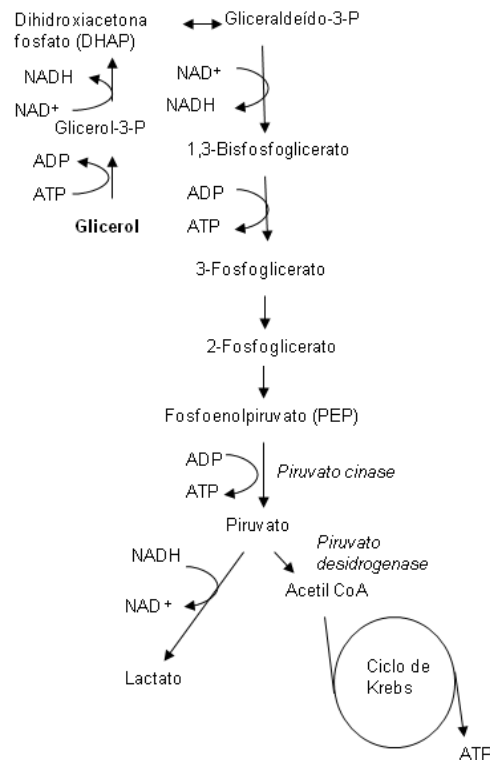 Dihidroxiacetona
fosfato (DHAP)
Gliceraldeído-3-P
NADH
NAD+
NAD+
NADH
Glicerol-3-P
ADP
ATP
Glicerol
1,3-Bisfosfoglicerato
ADP
ATP
3-Fosfoglicerato
2-Fosfoglicerato
Fosfoenolpiruvato (PEP)
ADP
ATP
Piruvato cinase
Piruvato
Piruvato
desidrogenase
NADH
NAD+
Acetil CoA
Lactato
Ciclo de
Krebs
ATP